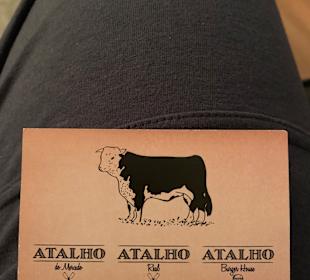 ATALHO ATALHO ATALHO
do Mercado Real Burger House